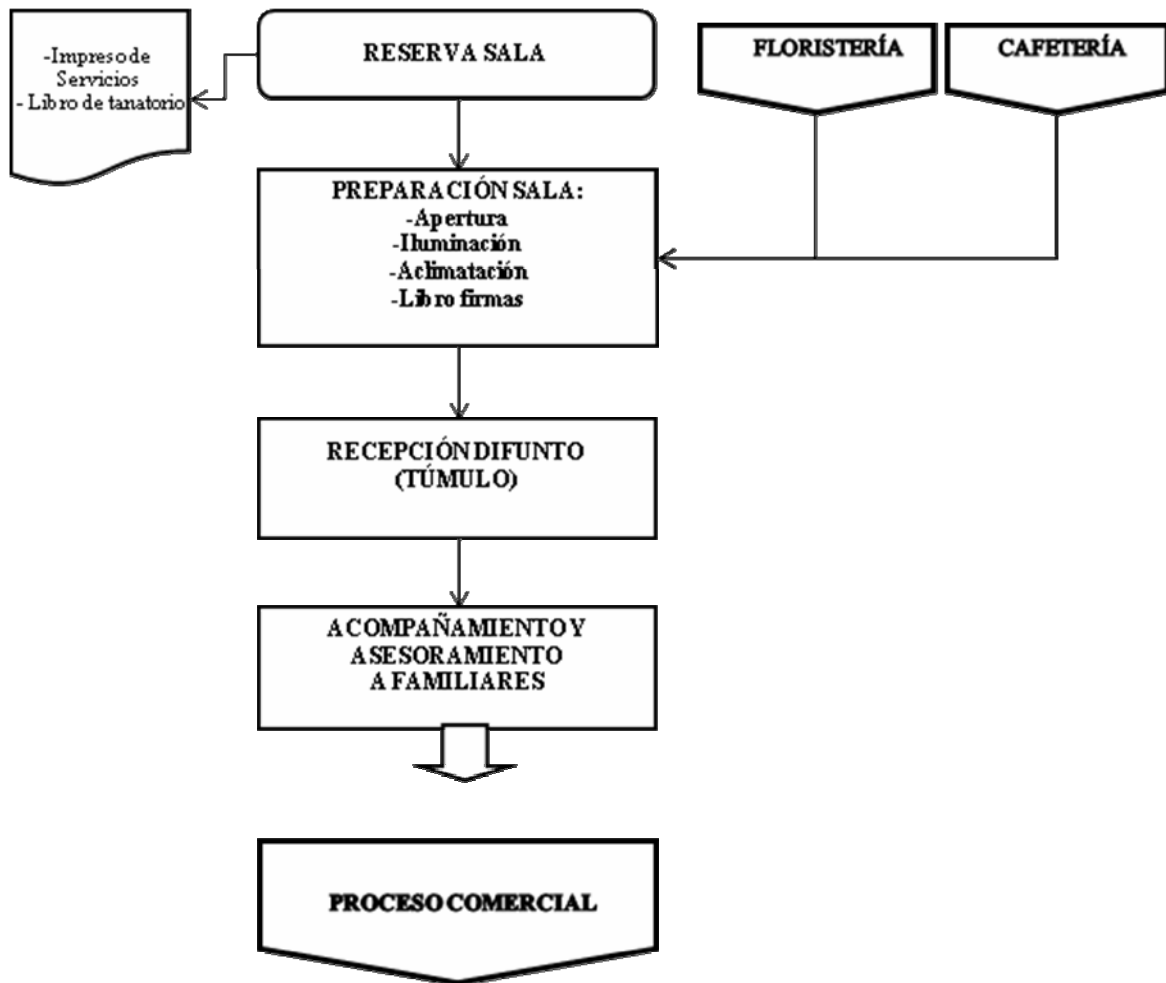 -Impreso de
Servicios
- Libro de tanatorio
RESERVA SALA
FLORISTERÍA
CAFETERÍA
PREPARACIÓN SALA:
-Apertura
-Iluminación
-Aclimatación
-Libro firmas
RECEPCIÓN DIFUNTO
(TÚMULO)
ACOMPAÑAMIENTO Y
ASESORAMIENTO
A FAMILIARES
PROCESO COMERCIAL